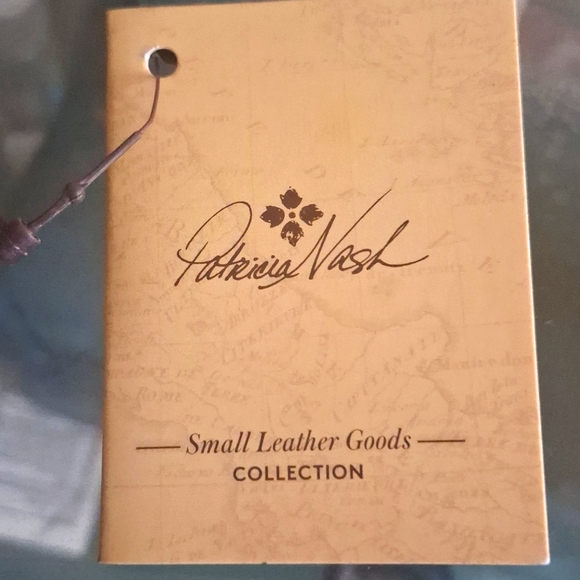 Patricia Nash
Small Leather Goods
COLLECTION